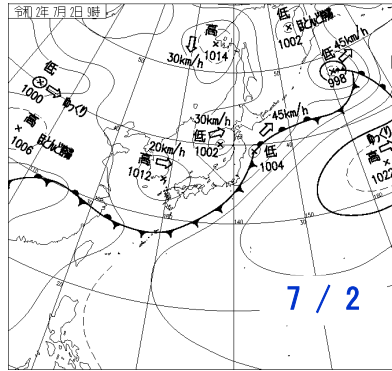 令和2年7月2日9時
高
1014
30km/h
低
1002
ほとんど停滞
45km/h
低
998
低
1000
ゆっくり
高
ほとんど停滞
1006
30km/h
低
1002
45km/h
20km/h
高
1012
低
1004
ゆっくり
高
1022
7 / 2